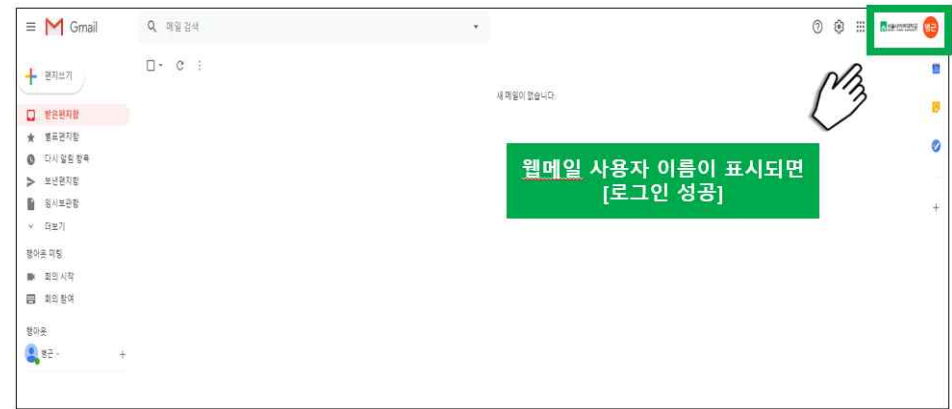 Gmail
메일 검색
병근
편지쓰기
새 메일이 없습니다.
받은편지함
별표편지함
다시 알림 항목
보낸편지함
임시보관함
더보기
웹메일 사용자 이름이 표시되면
[로그인 성공]
행아웃 미팅
회의 시작
회의 참여
행아웃
병근